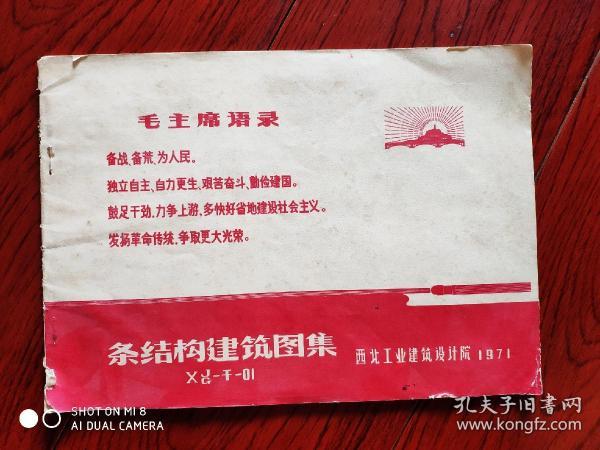 毛主席语录
备战、备荒、为人民。
独立自主、自力更生、艰苦奋斗、勤俭建国。
鼓足干劲、力争上游、多快好省地建设社会主义。
发扬革命传统、争取更大光荣。
条结构建筑图集
西北工业建筑设计院 1971
SHOT ON MI 8
AI DUAL CAMERA
孔夫子旧书网
www.kongfz.com